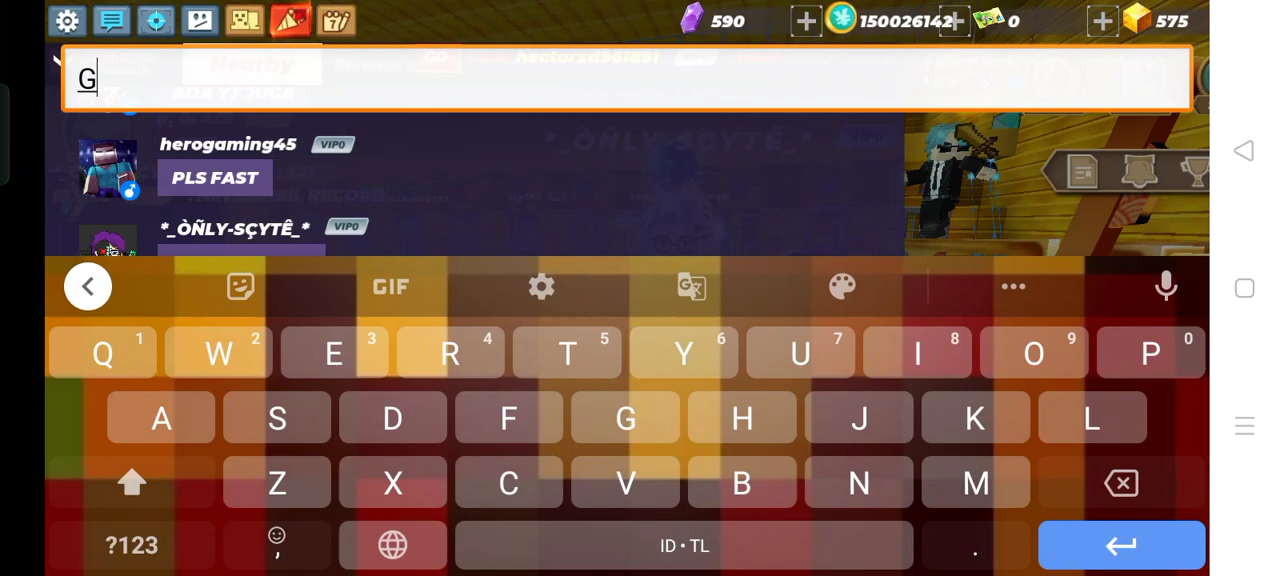 590 150026142 0 575
Nearby
G
herogaming45 VIP0
PLS FAST
*_ÒÑLY-SÇYTÊ_* VIP0
GIF
Q 1 W 2 E 3 R 4 T 5 Y 6 U 7 I 8 O 9 P 0
A S D F G H J K L
Z X C V B N M
?123 , ID • TL .